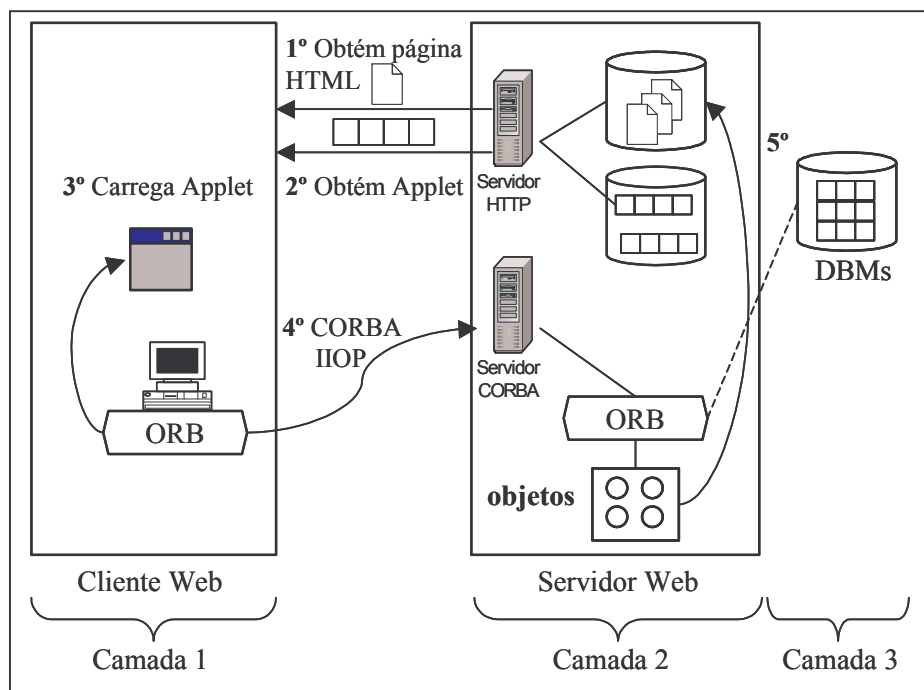 1º Obtém página
HTML
2º Obtém Applet
3º Carrega Applet
Servidor
HTTP
5º
DBMs
4º CORBA
IIOP
Servidor
CORBA
ORB
ORB
objetos
Cliente Web
Servidor Web
Camada 1
Camada 2
Camada 3